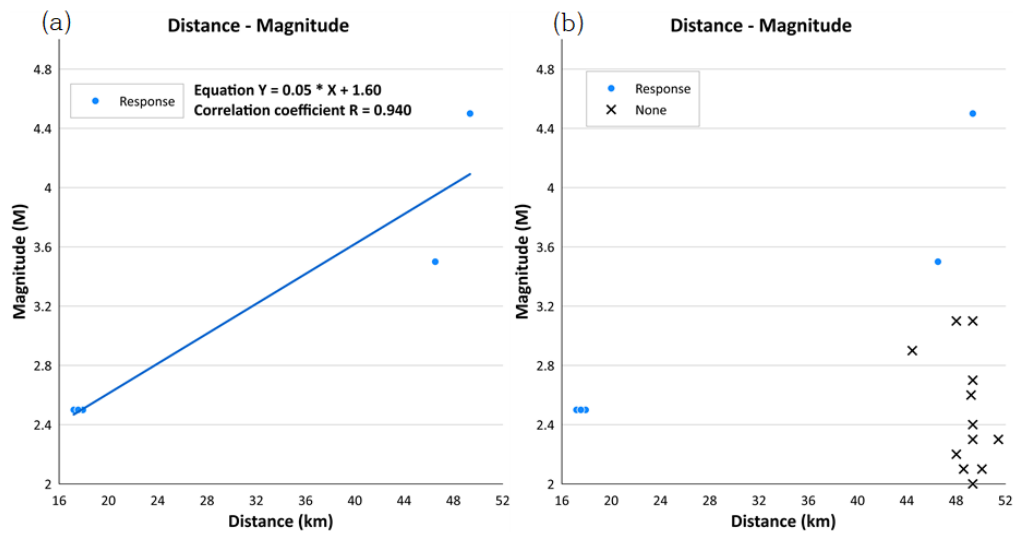 (a)
Distance - Magnitude
Response
Equation Y = 0.05 * X + 1.60
Correlation coefficient R = 0.940
Magnitude (M)
4.8
4.4
4
3.6
3.2
2.8
2.4
2
16 20 24 28 32 36 40 44 48 52
Distance (km)
(b)
Distance - Magnitude
Response
None
Magnitude (M)
4.8
4.4
4
3.6
3.2
2.8
2.4
2
16 20 24 28 32 36 40 44 48 52
Distance (km)